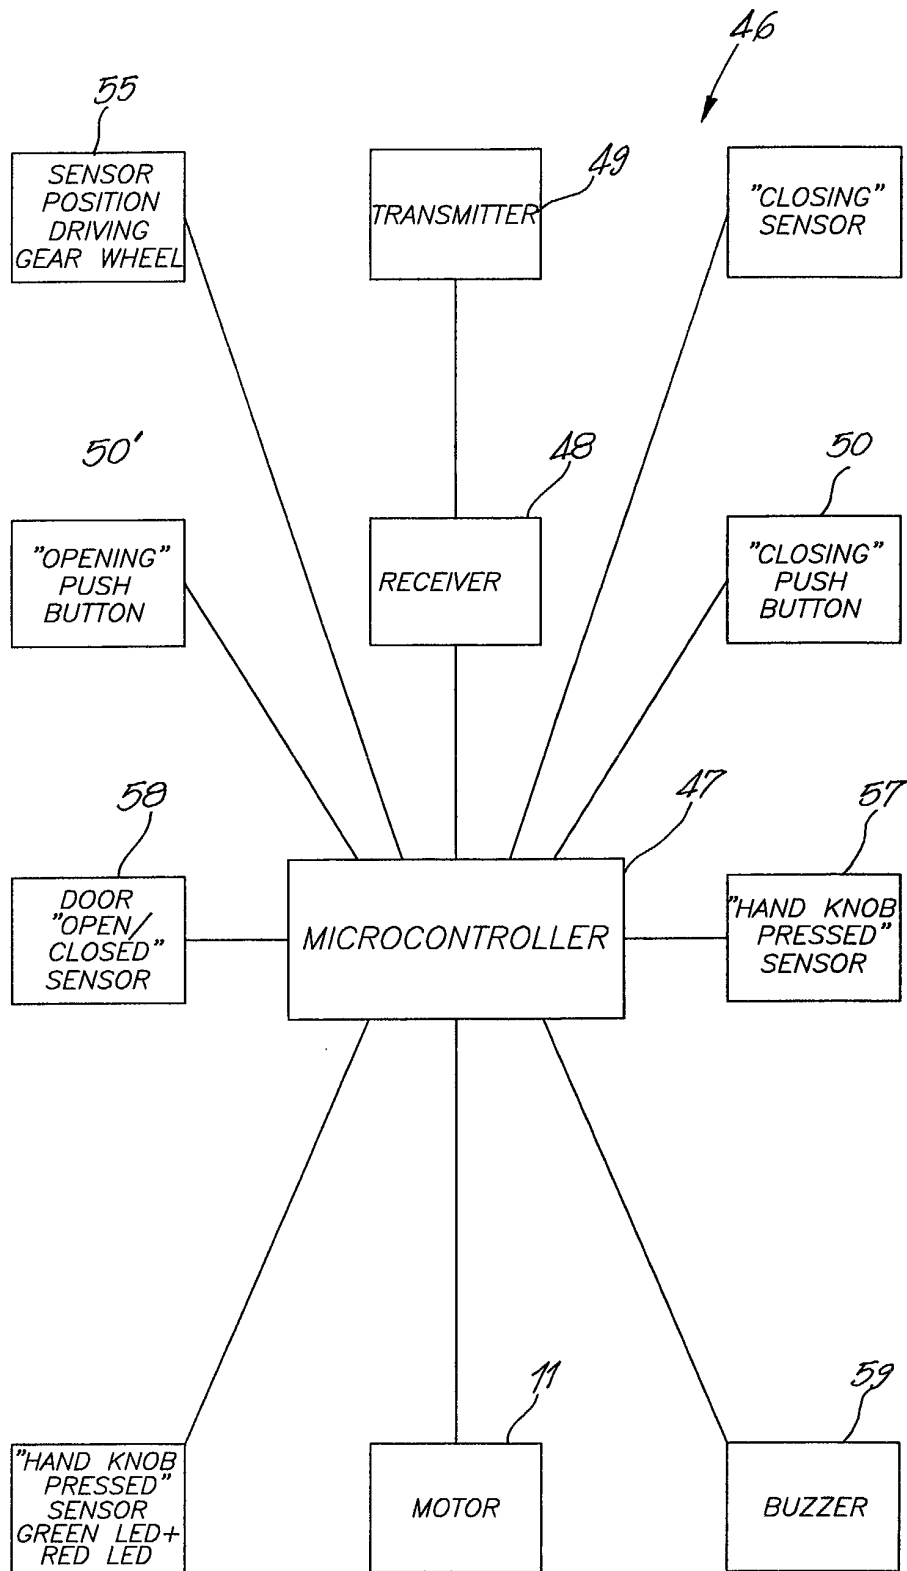 46
55
SENSOR
POSITION
DRIVING
GEAR WHEEL
49
TRANSMITTER
"CLOSING"
SENSOR
50'
"OPENING"
PUSH
BUTTON
48
RECEIVER
50
"CLOSING"
PUSH
BUTTON
58
DOOR
"OPEN/
CLOSED"
SENSOR
47
MICROCONTROLLER
57
"HAND KNOB
PRESSED"
SENSOR
"HAND KNOB
PRESSED"
SENSOR
GREEN LED+
RED LED
11
MOTOR
59
BUZZER